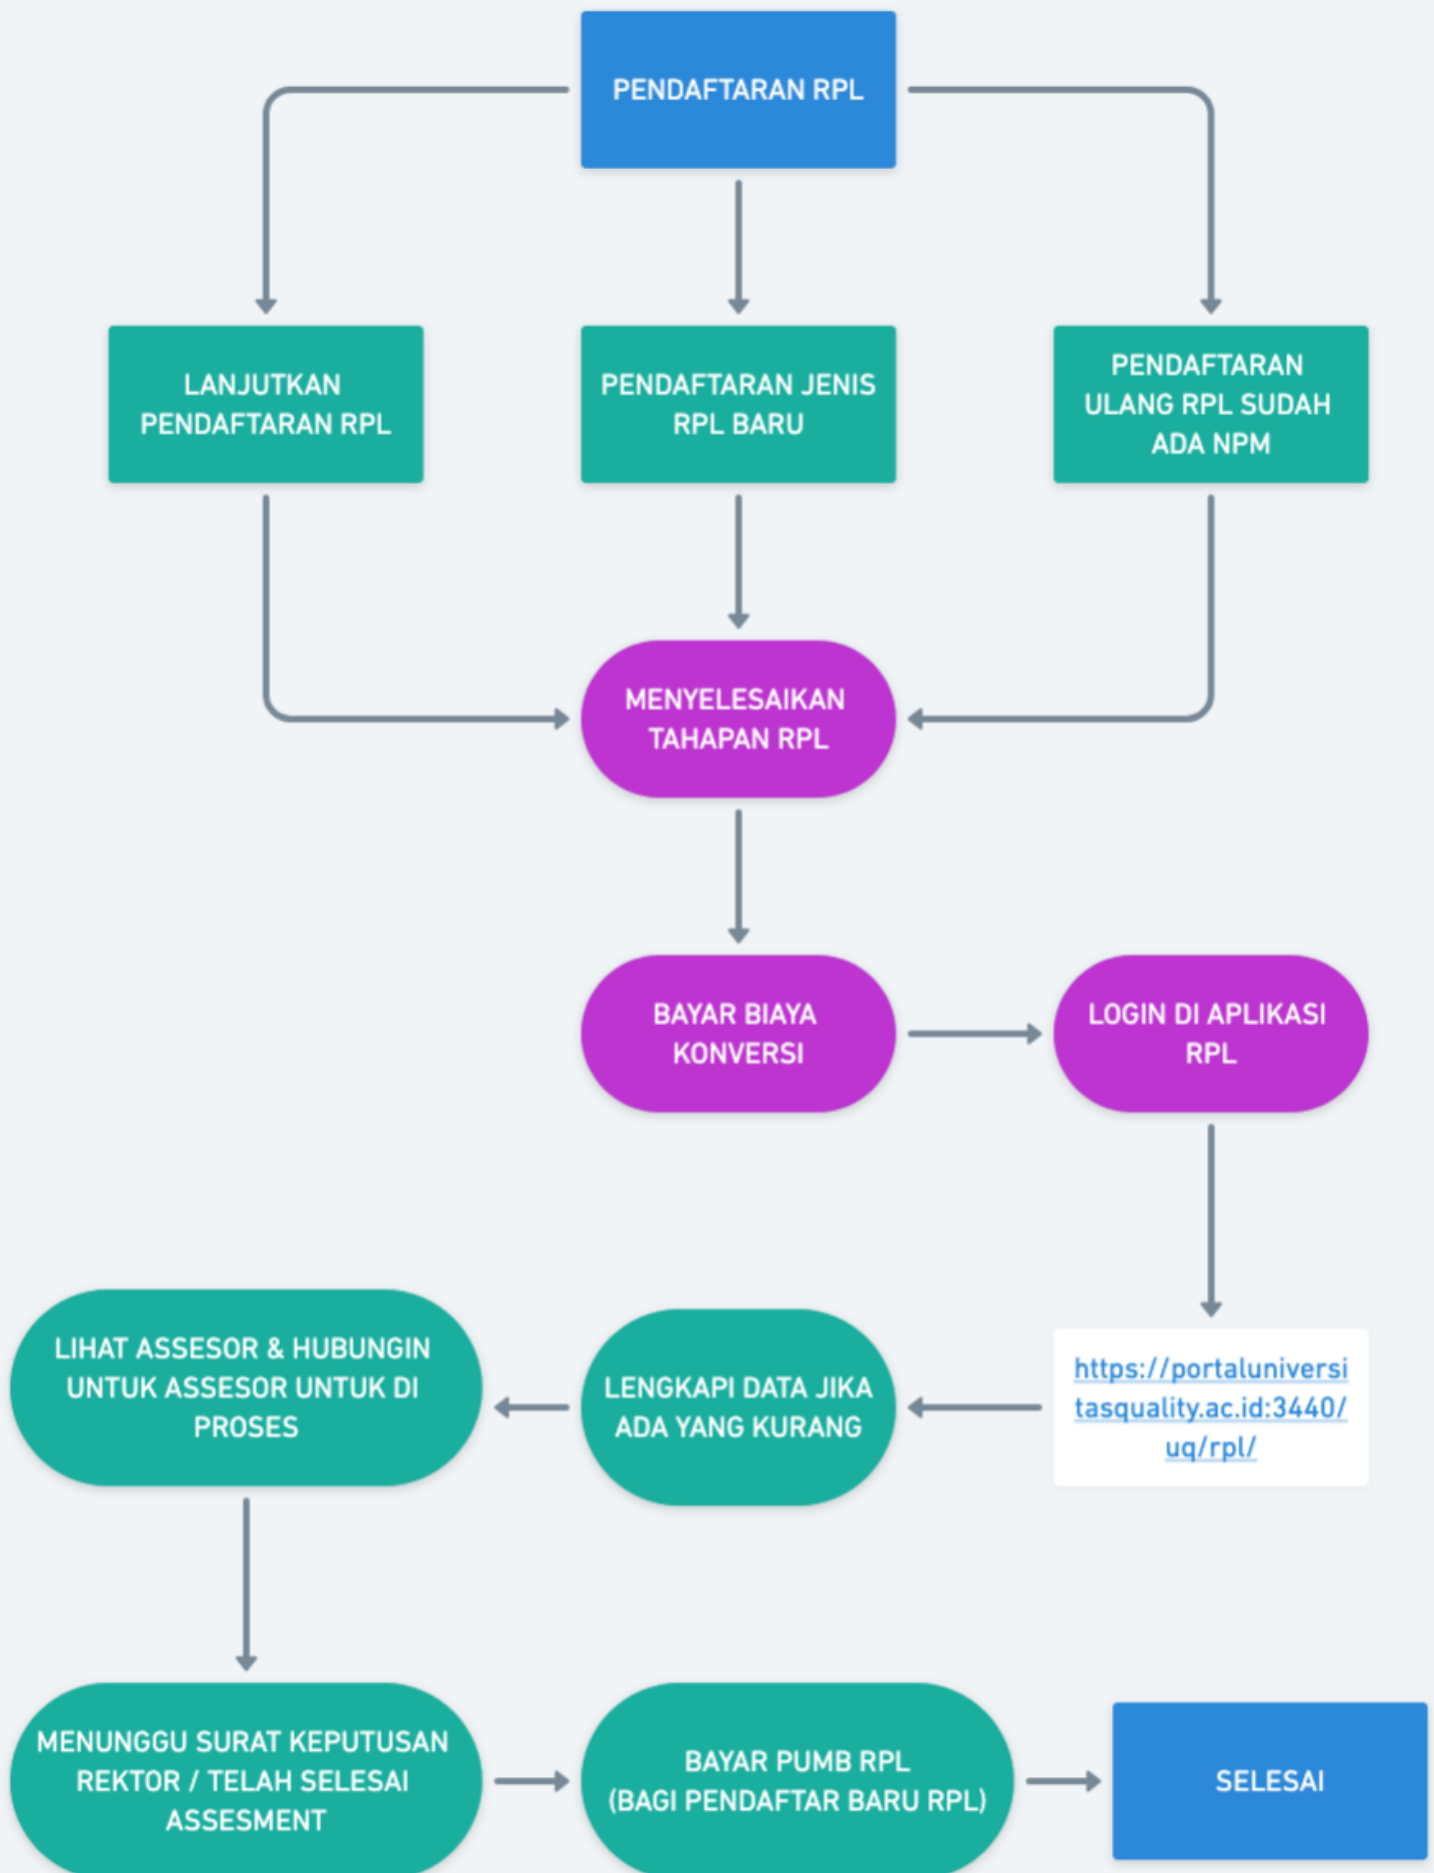 PENDAFTARAN RPL
LANJUTKAN
PENDAFTARAN RPL
PENDAFTARAN JENIS
RPL BARU
PENDAFTARAN
ULANG RPL SUDAH
ADA NPM
MENYELESAIKAN
TAHAPAN RPL
BAYAR BIAYA
KONVERSI
LOGIN DI APLIKASI
RPL
https://portaluniversi
tasquality.ac.id:3440/
uq/rpl/
LENGKAPI DATA JIKA
ADA YANG KURANG
LIHAT ASSESOR & HUBUNGIN
UNTUK ASSESOR UNTUK DI
PROSES
MENUNGGU SURAT KEPUTUSAN
REKTOR / TELAH SELESAI
ASSESMENT
BAYAR PUMB RPL
(BAGI PENDAFTAR BARU RPL)
SELESAI